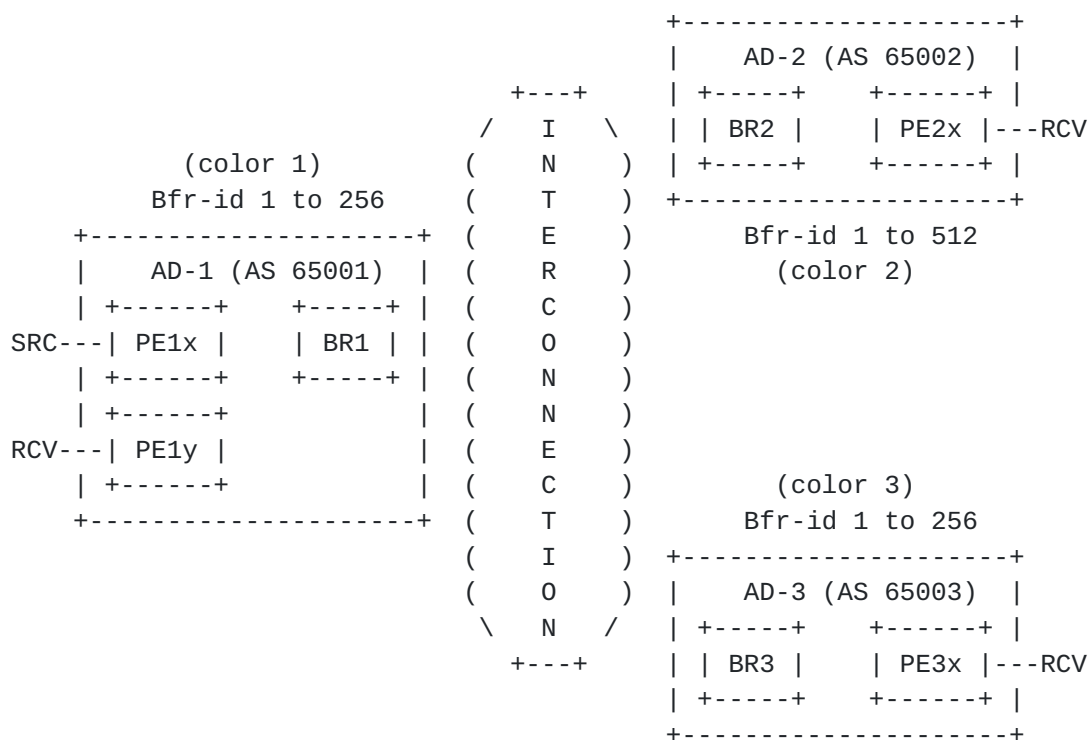 +---------------------+
                                          |    AD-2 (AS 65002)  |
                                +---+     | +-----+    +------+ |
                              /   I   \   | | BR2 |    | PE2x |---RCV
           (color 1)         (    N    )  | +-----+    +------+ |
         Bfr-id 1 to 256     (    T    )  +---------------------+
    +---------------------+  (    E    )       Bfr-id 1 to 512
    |    AD-1 (AS 65001)  |  (    R    )         (color 2)
    | +------+    +-----+ |  (    C    )
SRC---| PE1x |    | BR1 | |  (    O    )
    | +------+    +-----+ |  (    N    )
    | +------+            |  (    N    )
RCV---| PE1y |            |  (    E    )
    | +------+            |  (    C    )         (color 3)
    +---------------------+  (    T    )       Bfr-id 1 to 256
                             (    I    )  +---------------------+
                             (    O    )  |    AD-3 (AS 65003)  |
                              \   N   /   | +-----+    +------+ |
                                +---+     | | BR3 |    | PE3x |---RCV
                                          | +-----+    +------+ |
                                          +---------------------+